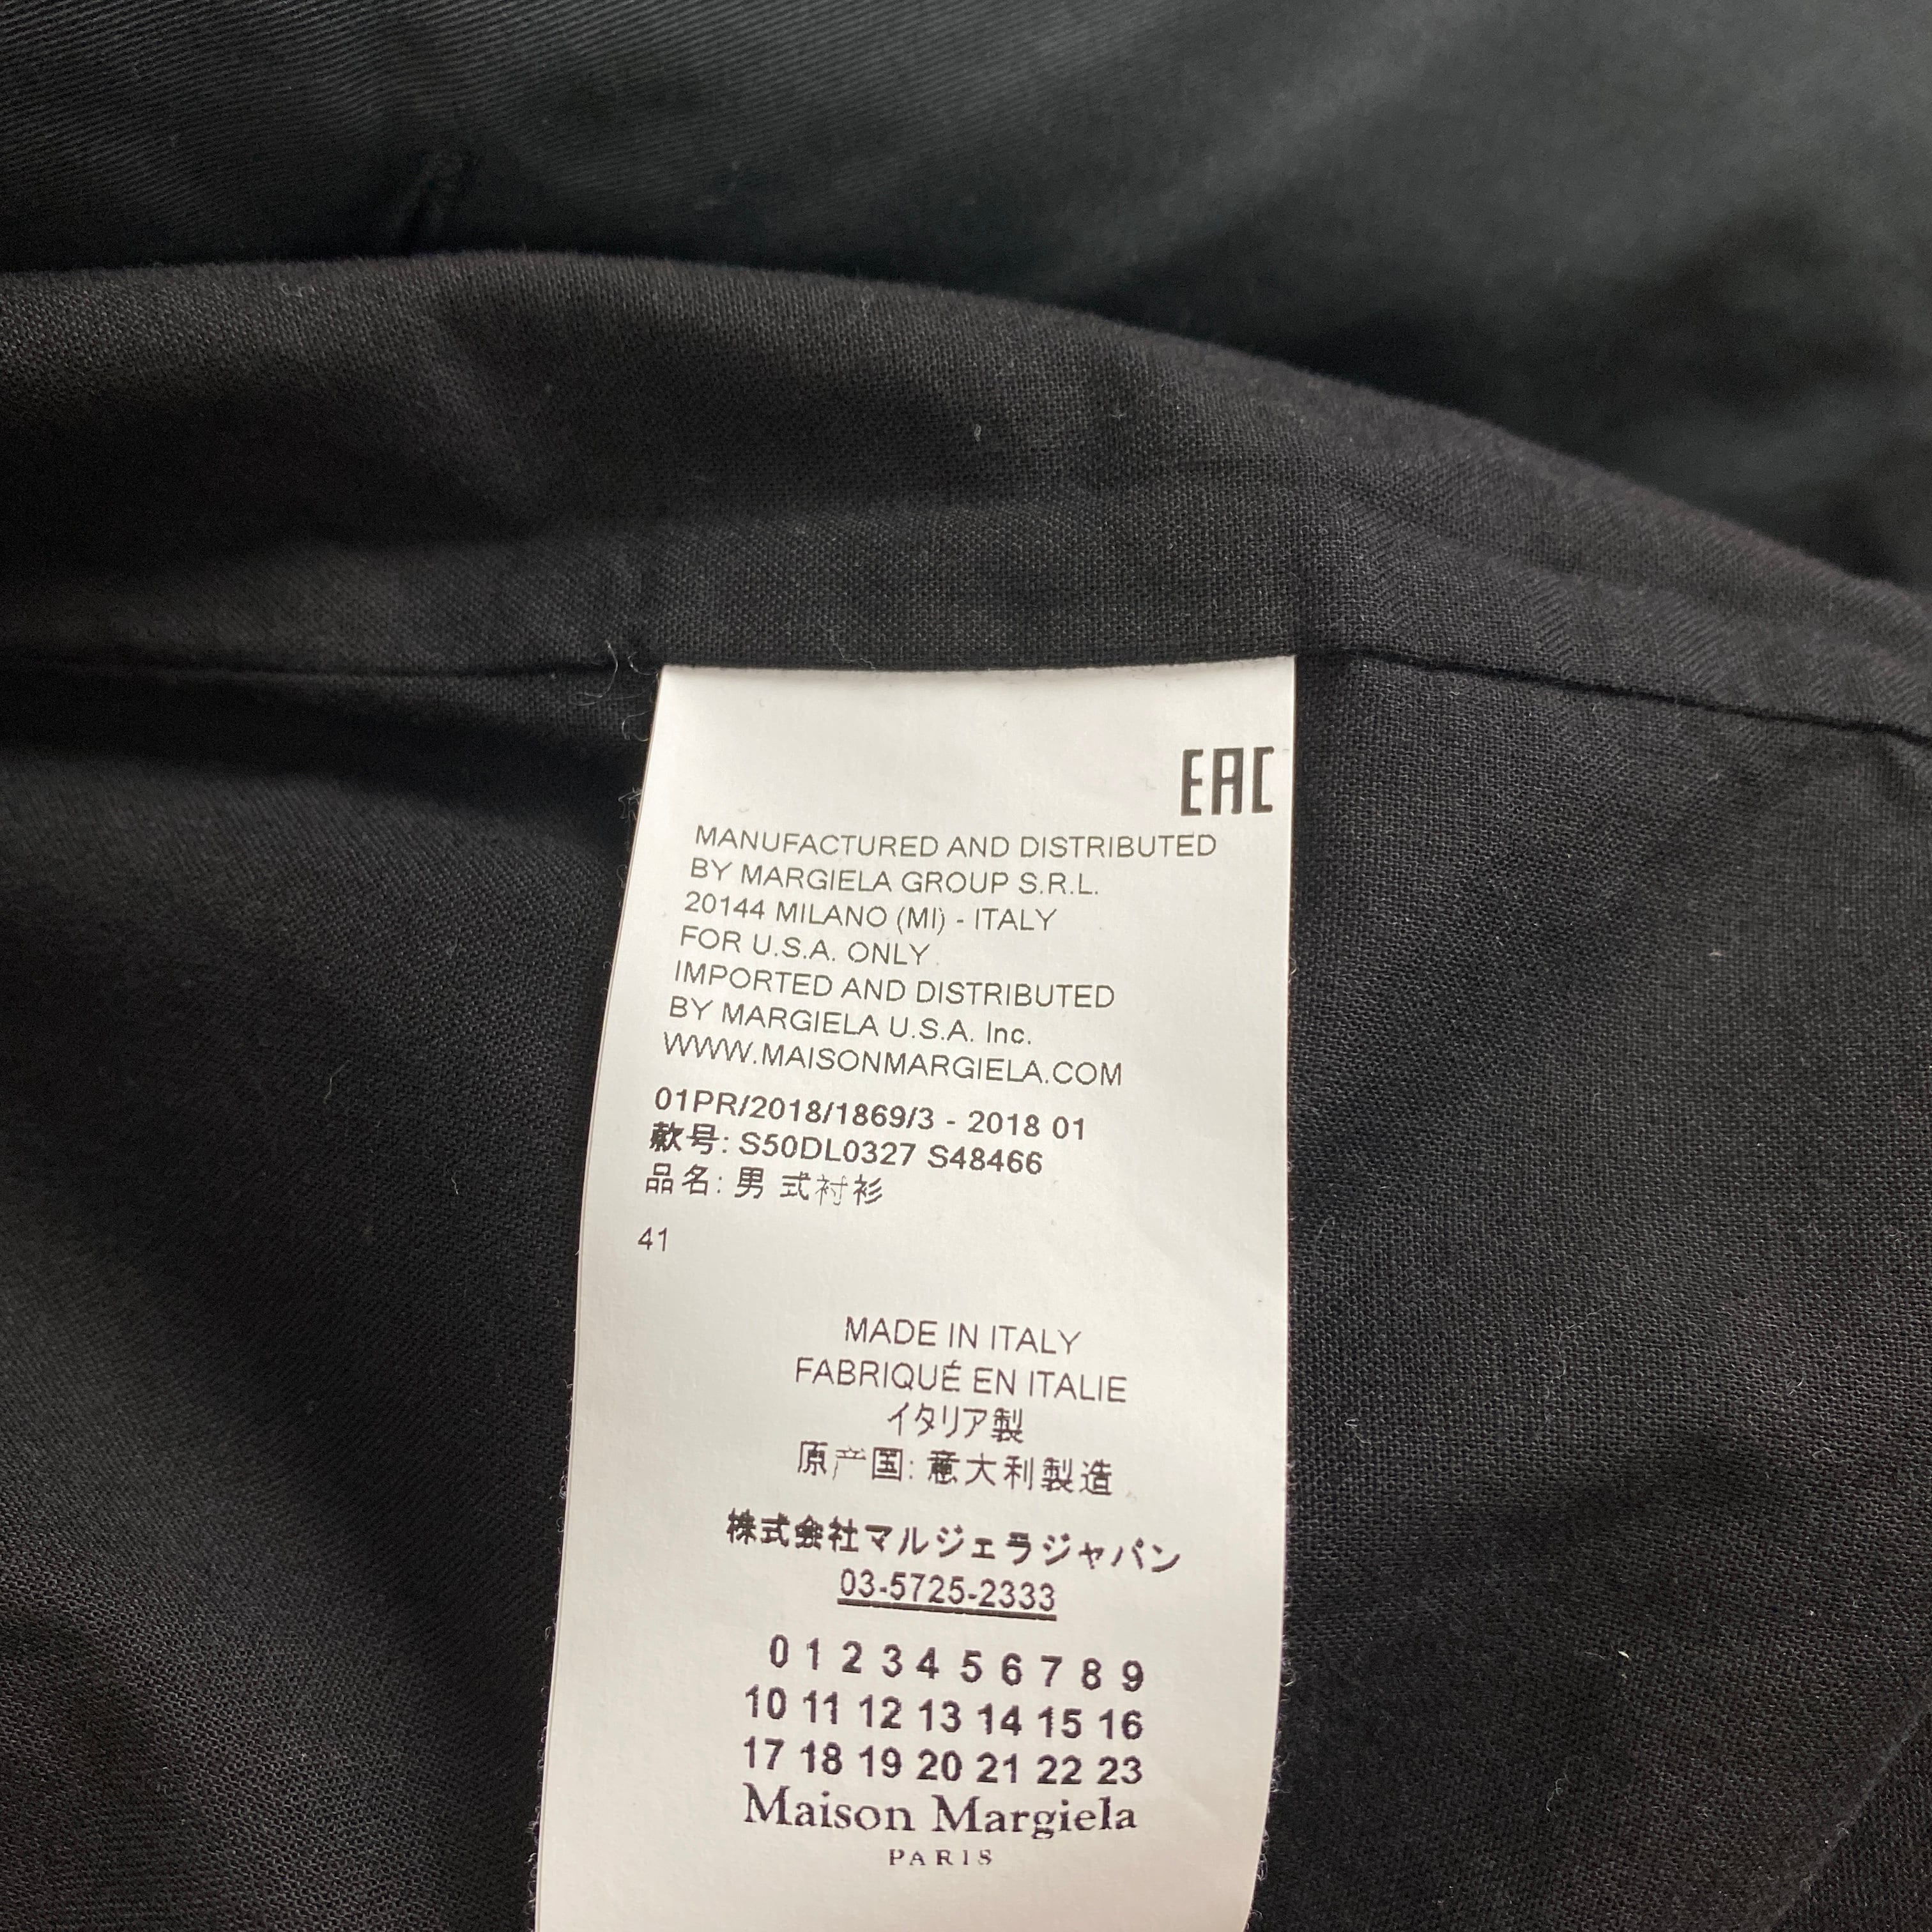 EAC
MANUFACTURED AND DISTRIBUTED
BY MARGIELA GROUP S.R.L.
20144 MILANO (MI) - ITALY
FOR U.S.A. ONLY
IMPORTED AND DISTRIBUTED
BY MARGIELA U.S.A. Inc.
WWW.MAISONMARGIELA.COM
01PR/2018/1869/3 - 2018 01
款号: S50DL0327 S48466
品名: 男 式衬衫
41
MADE IN ITALY
FABRIQUÉ EN ITALIE
イタリア製
原产国: 意大利製造
株式会社マルジェラジャパン
03-5725-2333
0 1 2 3 4 5 6 7 8 9
10 11 12 13 14 15 16
17 18 19 20 21 22 23
Maison Margiela
PARIS